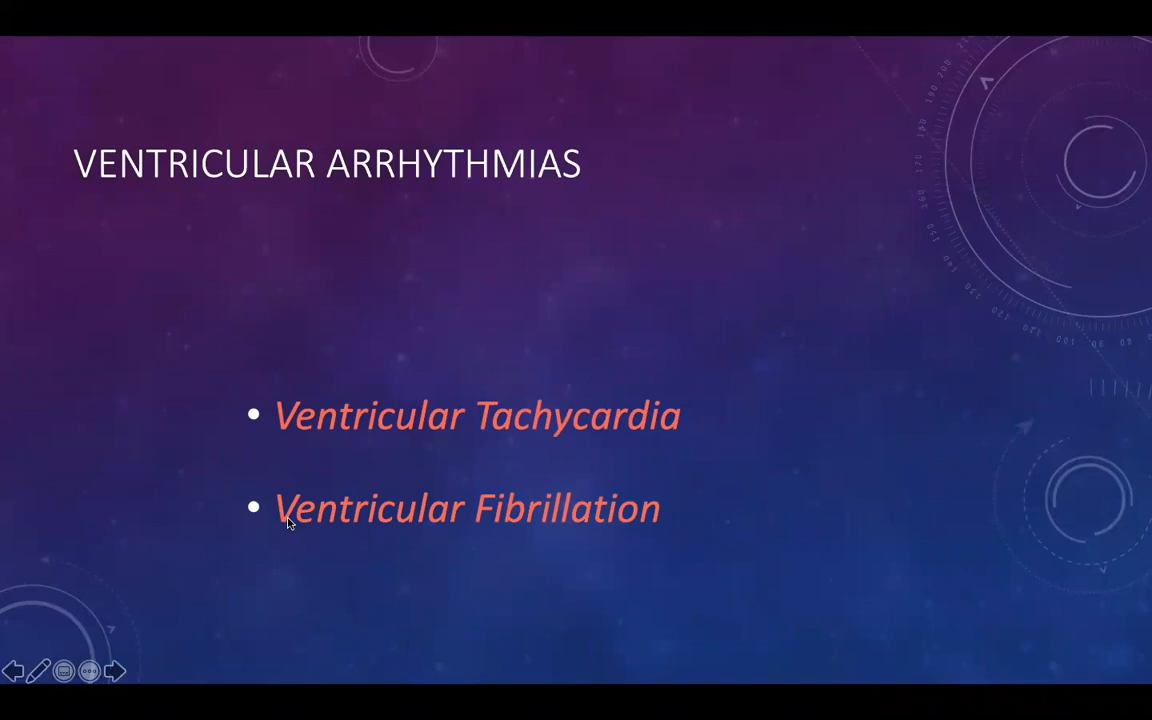 VENTRICULAR ARRHYTHMIAS
• Ventricular Tachycardia
• Ventricular Fibrillation